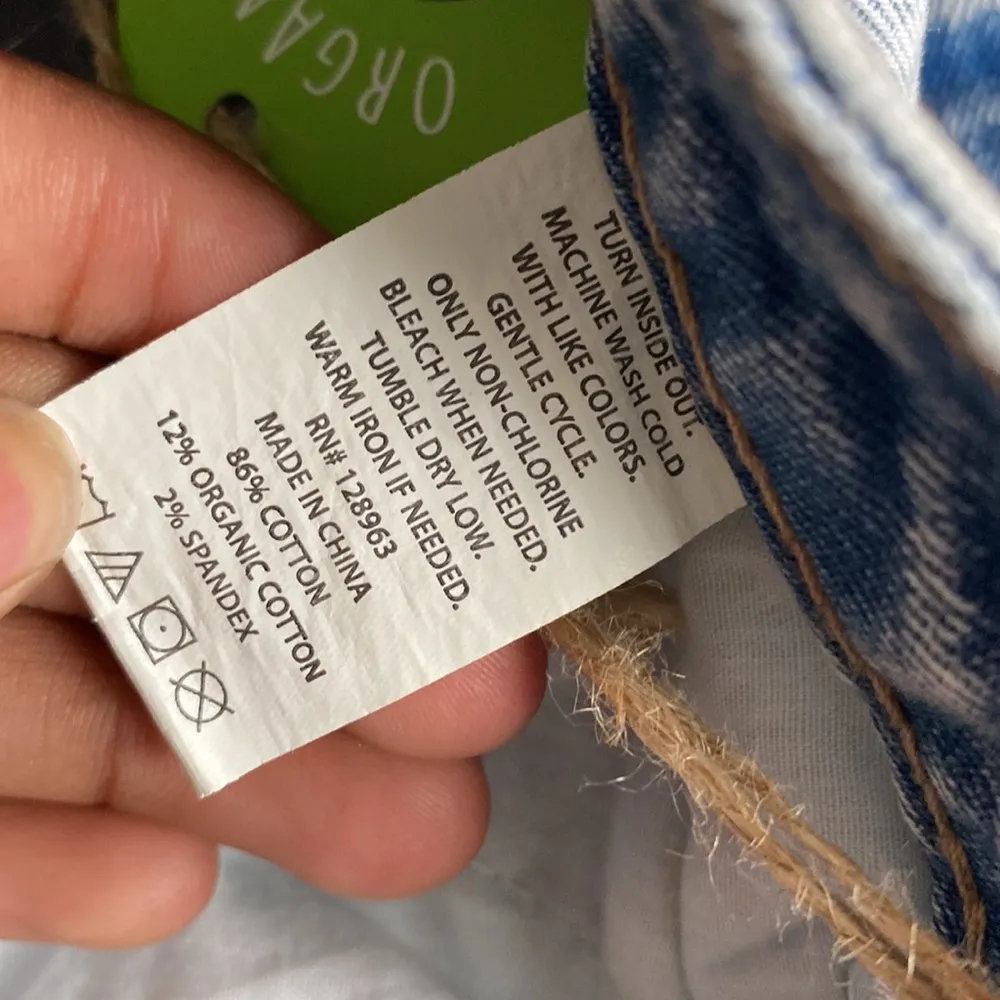 ORGA
TURN INSIDE OUT.
MACHINE WASH COLD
WITH LIKE COLORS.
GENTLE CYCLE.
ONLY NON-CHLORINE
BLEACH WHEN NEEDED.
TUMBLE DRY LOW.
WARM IRON IF NEEDED.
RN# 128963
MADE IN CHINA
86% COTTON
12% ORGANIC COTTON
2% SPANDEX